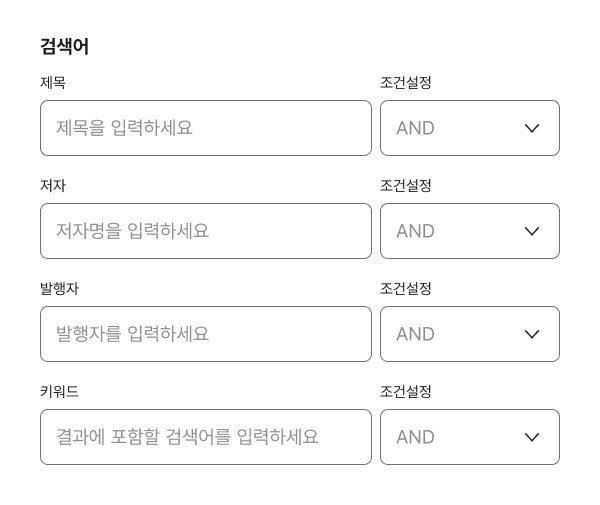 검색어
제목 조건설정
제목을 입력하세요 AND
저자 조건설정
저자명을 입력하세요 AND
발행자 조건설정
발행자를 입력하세요 AND
키워드 조건설정
결과에 포함할 검색어를 입력하세요 AND